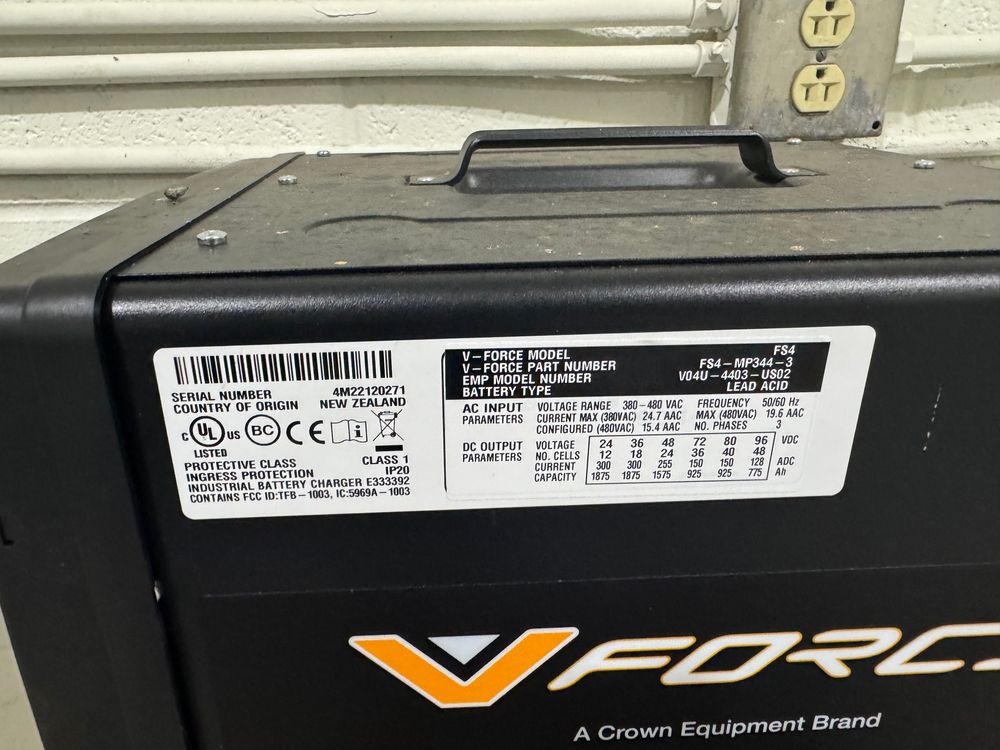 SERIAL NUMBER 4M22120271
COUNTRY OF ORIGIN NEW ZEALAND
C UL US BC CE i
LISTED
PROTECTIVE CLASS CLASS 1
INGRESS PROTECTION IP20
INDUSTRIAL BATTERY CHARGER E333392
CONTAINS FCC ID:TFB-1003, IC:5969A-1003
V-FORCE MODEL FS4
V-FORCE PART NUMBER FS4-MP344-3
EMP MODEL NUMBER V04U-4403-US02
BATTERY TYPE LEAD ACID
AC INPUT PARAMETERS VOLTAGE RANGE 380-480 VAC FREQUENCY 50/60 Hz
CURRENT MAX (380VAC) 24.7 AAC MAX (480VAC) 19.6 AAC
CONFIGURED (480VAC) 15.4 AAC NO. PHASES 3
DC OUTPUT PARAMETERS VOLTAGE 24 36 48 72 80 96 VDC
NO. CELLS 12 18 24 36 40 48
CURRENT 300 300 255 150 150 128 ADC
CAPACITY 1875 1875 1575 925 925 775 Ah
V FORC
A Crown Equipment Brand